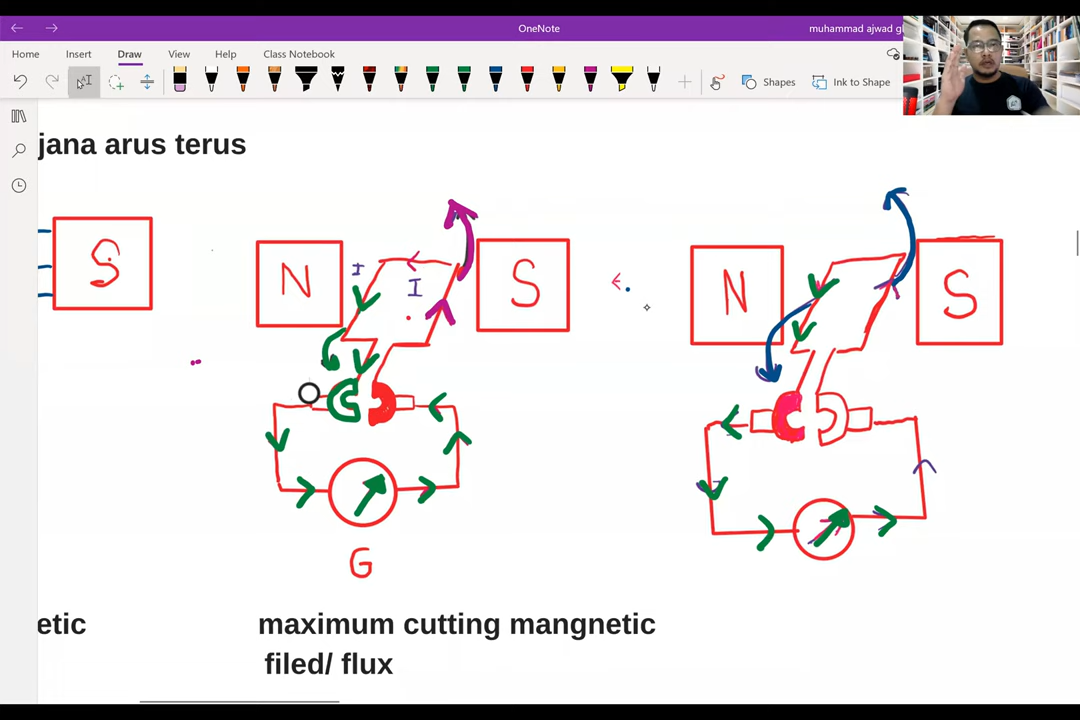 OneNote
muhammad ajwad g
Home Insert Draw View Help Class Notebook
Shapes Ink to Shape
jana arus terus
S N I I S N S
G
etic
maximum cutting mangnetic
filed/ flux